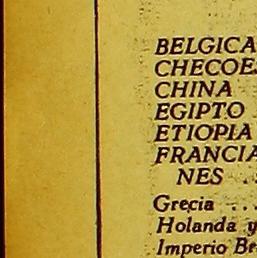 BELGICA
CHECOES
CHINA
EGIPTO
ETIOPIA
FRANCIA
NES ..
Grecia ...
Holanda y
Imperio Br